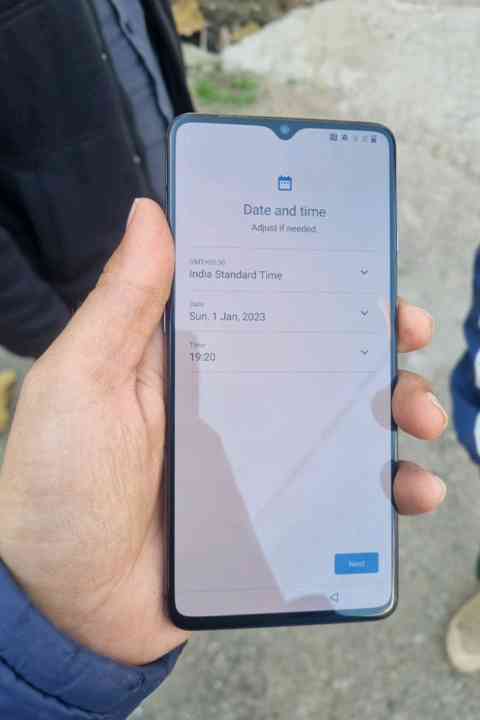 Date and time
Adjust if needed.
GMT+05:30
India Standard Time
Date
Sun, 1 Jan, 2023
Time
19:20
Next